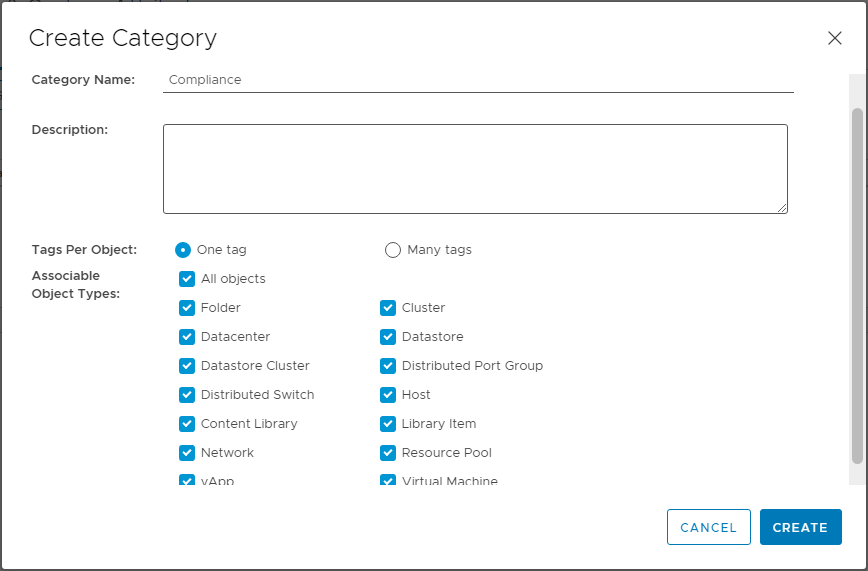 Create Category
Category Name: Compliance
Description:
Tags Per Object: One tag Many tags
Associable
Object Types:
All objects
Folder Cluster
Datacenter Datastore
Datastore Cluster Distributed Port Group
Distributed Switch Host
Content Library Library Item
Network Resource Pool
vApp Virtual Machine
CANCEL CREATE